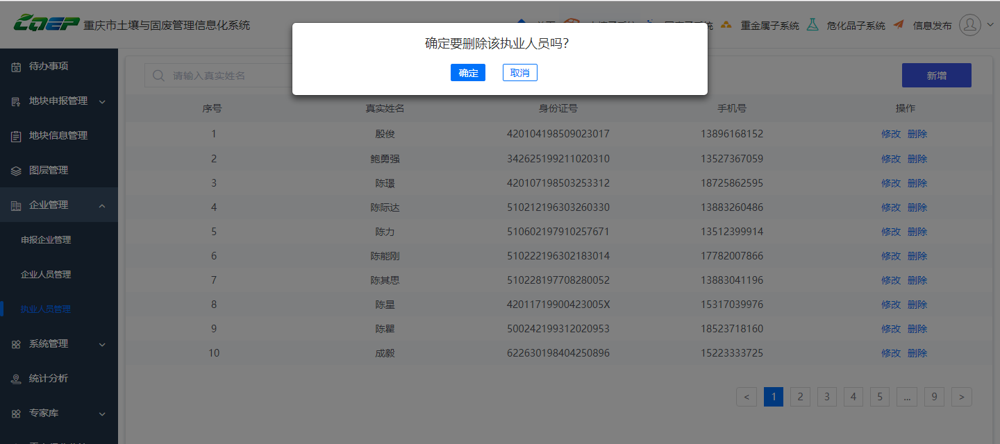 CQEP 重庆市土壤与固废管理信息化系统
重金属子系统 危化品子系统 信息发布
确定要删除该执业人员吗?
确定 取消
待办事项
地块申报管理
地块信息管理
图层管理
企业管理
申报企业管理
企业人员管理
执业人员管理
系统管理
统计分析
专家库
请输入真实姓名
新增
序号 真实姓名 身份证号 手机号 操作
1 殷俊 420104198509023017 13896168152 修改 删除
2 鲍勇强 342625199211020310 13527367059 修改 删除
3 陈璟 420107198503253312 18725862595 修改 删除
4 陈际达 510212196303260330 13883260486 修改 删除
5 陈力 510602197910257671 13512399914 修改 删除
6 陈能刚 510222196302183014 17782007866 修改 删除
7 陈其思 510228197708280052 13883041196 修改 删除
8 陈星 42011719900423005X 15317039976 修改 删除
9 陈瞿 500242199312020953 18523718160 修改 删除
10 成毅 622630198404250896 15223333725 修改 删除
< 1 2 3 4 5 ... 9 >